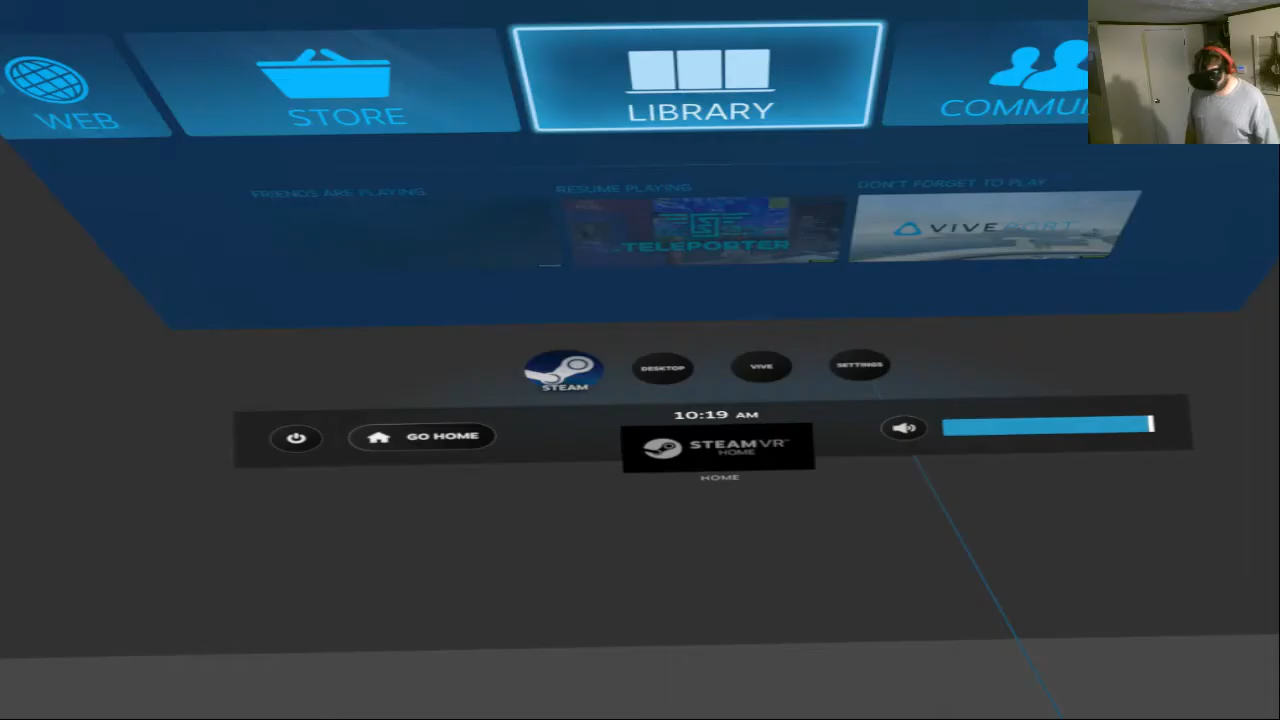 WEB
STORE
LIBRARY
COMMU
FRIENDS ARE PLAYING
RESUME PLAYING
DON'T FORGET TO PLAY
TELEPORTER
VIVEPORT
STEAM
DESKTOP
VIVE
SETTINGS
10:19 AM
GO HOME
STEAMVR™
HOME
HOME